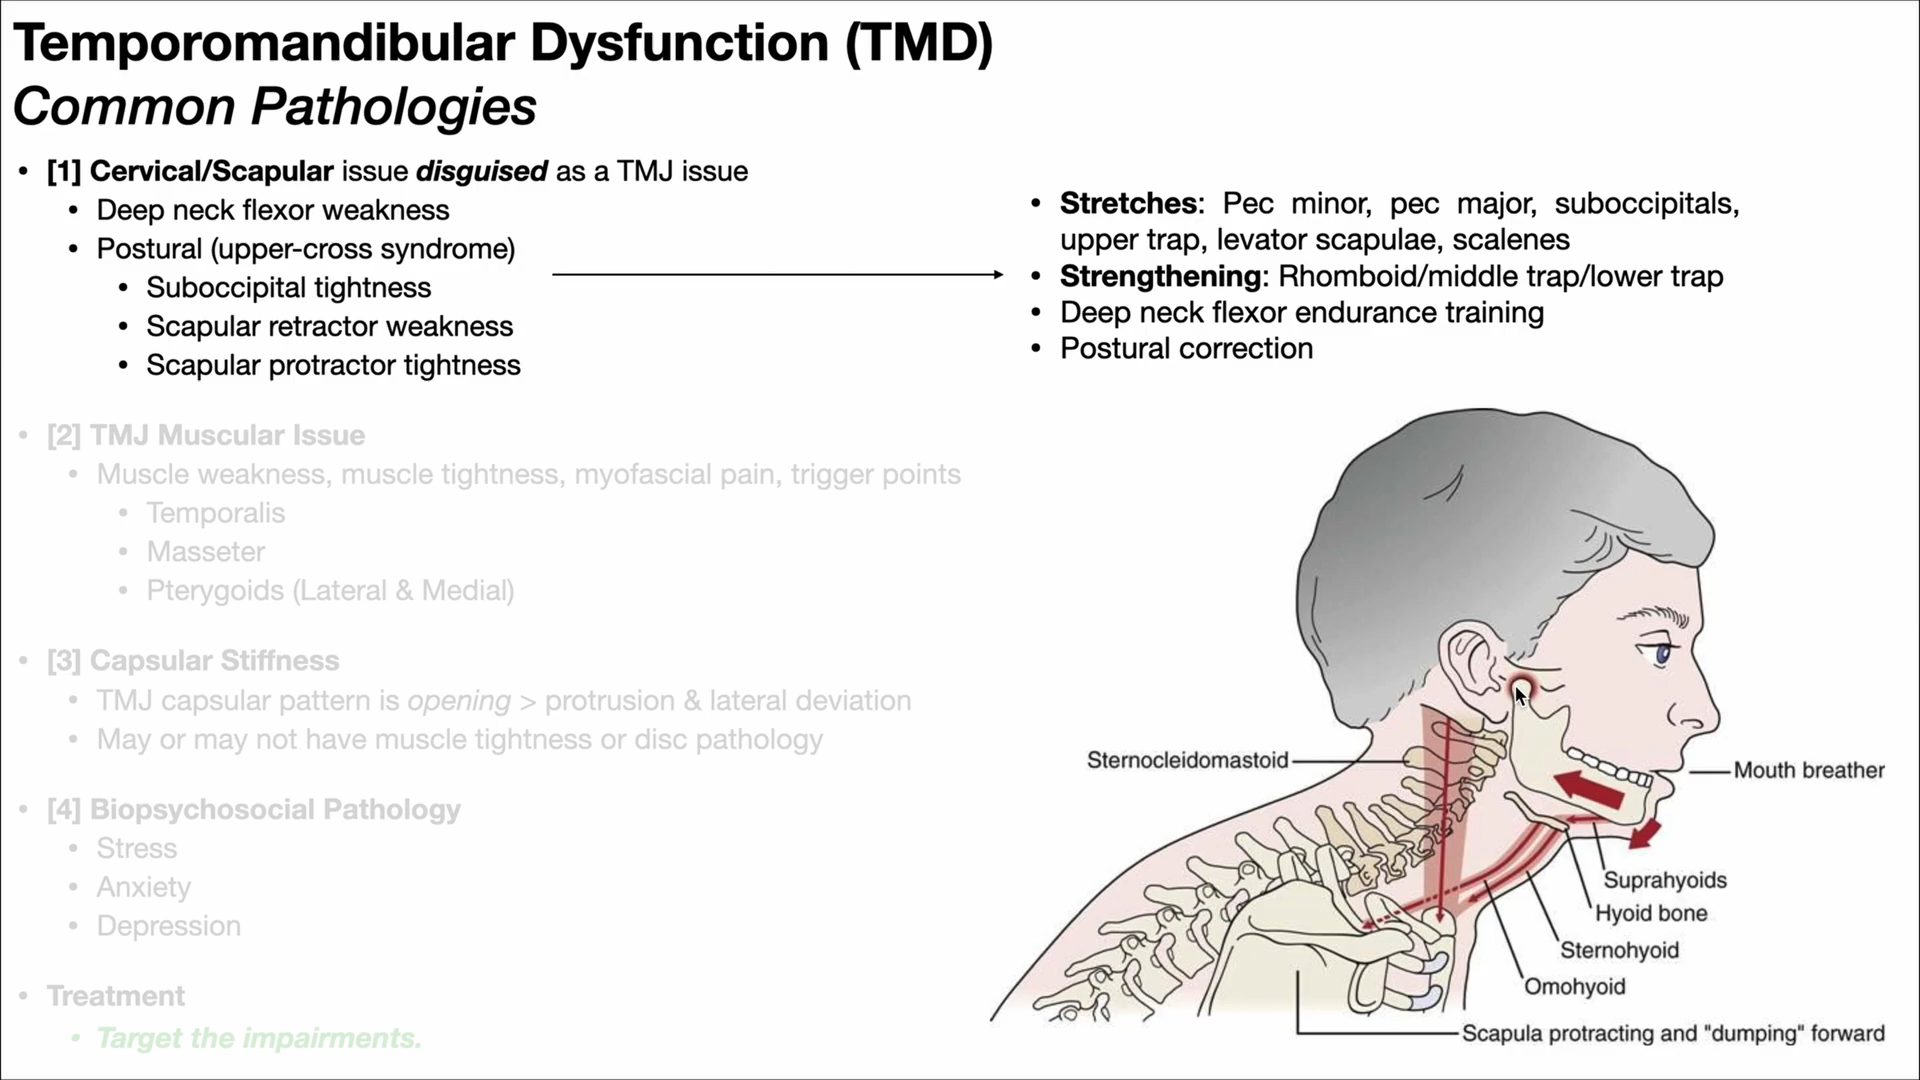 Temporomandibular Dysfunction (TMD)
Common Pathologies
• [1] Cervical/Scapular issue disguised as a TMJ issue
• Deep neck flexor weakness
• Postural (upper-cross syndrome)
• Suboccipital tightness
• Scapular retractor weakness
• Scapular protractor tightness
• Stretches: Pec minor, pec major, suboccipitals,
upper trap, levator scapulae, scalenes
• Strengthening: Rhomboid/middle trap/lower trap
• Deep neck flexor endurance training
• Postural correction
• [2] TMJ Muscular Issue
• Muscle weakness, muscle tightness, myofascial pain, trigger points
• Temporalis
• Masseter
• Pterygoids (Lateral & Medial)
• [3] Capsular Stiffness
• TMJ capsular pattern is opening > protrusion & lateral deviation
• May or may not have muscle tightness or disc pathology
• [4] Biopsychosocial Pathology
• Stress
• Anxiety
• Depression
• Treatment
• Target the impairments.
Sternocleidomastoid
Mouth breather
Suprahyoids
Hyoid bone
Sternohyoid
Omohyoid
Scapula protracting and "dumping" forward